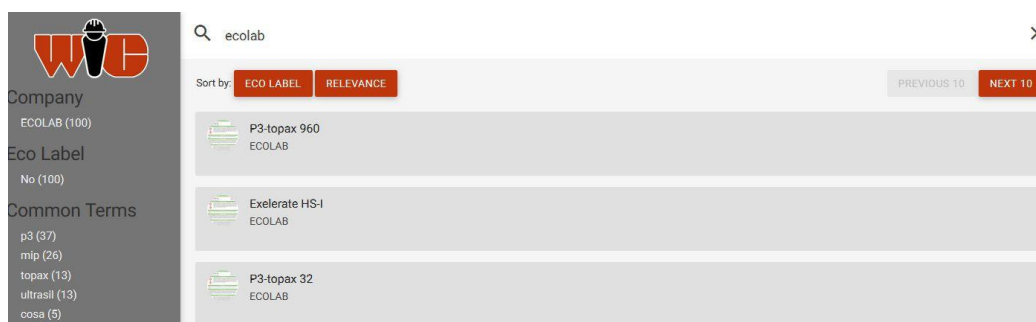 WIC
Company
ECOLAB (100)
Eco Label
No (100)
Common Terms
p3 (37)
mip (26)
topax (13)
ultrasil (13)
cosa (5)
ecolab
Sort by: ECO LABEL RELEVANCE PREVIOUS 10 NEXT 10
P3-topax 960
ECOLAB
Exelerate HS-I
ECOLAB
P3-topax 32
ECOLAB